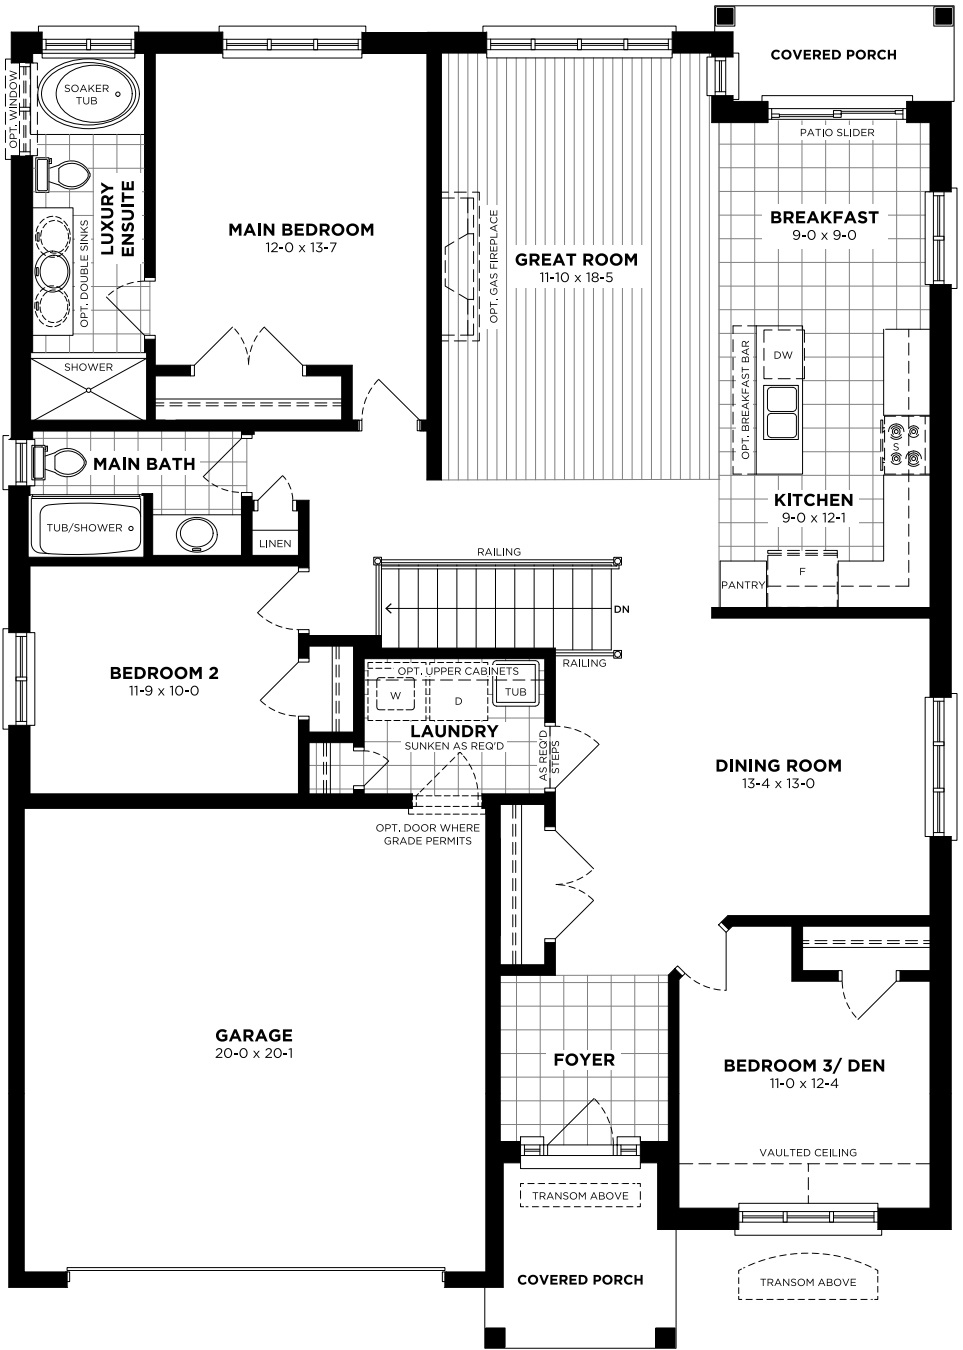 COVERED PORCH
OPT. WINDOW
SOAKER
TUB
PATIO SLIDER
LUXURY
ENSUITE
OPT. DOUBLE SINKS
MAIN BEDROOM
12-0 x 13-7
OPT. GAS FIREPLACE
GREAT ROOM
11-10 x 18-5
BREAKFAST
9-0 x 9-0
SHOWER
OPT. BREAKFAST BAR
DW
S
MAIN BATH
KITCHEN
9-0 x 12-1
TUB/SHOWER
LINEN
RAILING
PANTRY
F
DN
RAILING
BEDROOM 2
11-9 x 10-0
OPT. UPPER CABINETS
W
D
TUB
LAUNDRY
SUNKEN AS REQ'D
AS REQ'D
STEPS
DINING ROOM
13-4 x 13-0
OPT. DOOR WHERE
GRADE PERMITS
GARAGE
20-0 x 20-1
FOYER
BEDROOM 3/ DEN
11-0 x 12-4
VAULTED CEILING
TRANSOM ABOVE
COVERED PORCH
TRANSOM ABOVE